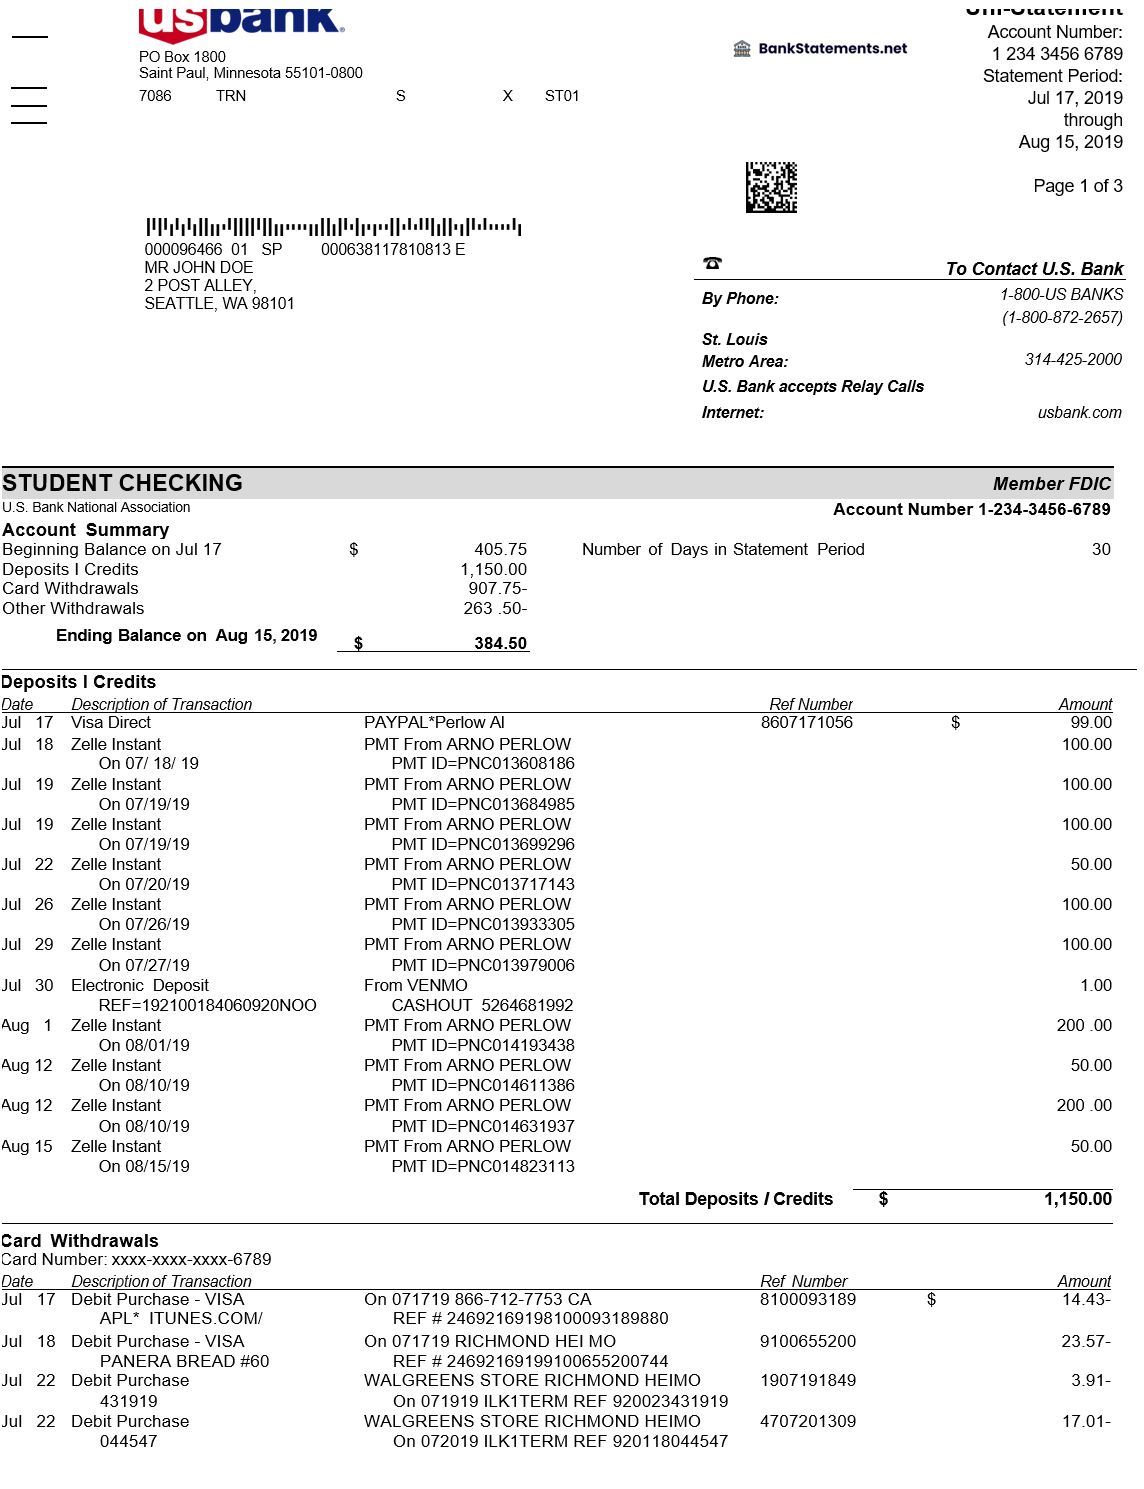 usbank
Uni-Statement
PO Box 1800
Saint Paul, Minnesota 55101-0800
7086 TRN S X ST01
BankStatements.net
Account Number:
1 234 3456 6789
Statement Period:
Jul 17, 2019
through
Aug 15, 2019
Page 1 of 3
000096466 01 SP 000638117810813 E
MR JOHN DOE
2 POST ALLEY,
SEATTLE, WA 98101
To Contact U.S. Bank
By Phone: 1-800-US BANKS
(1-800-872-2657)
St. Louis
Metro Area: 314-425-2000
U.S. Bank accepts Relay Calls
Internet: usbank.com
STUDENT CHECKING Member FDIC
U.S. Bank National Association Account Number 1-234-3456-6789
Account Summary
Beginning Balance on Jul 17 $ 405.75 Number of Days in Statement Period 30
Deposits I Credits 1,150.00
Card Withdrawals 907.75-
Other Withdrawals 263 .50-
Ending Balance on Aug 15, 2019 $ 384.50
Deposits I Credits
Date Description of Transaction Ref Number Amount
Jul 17 Visa Direct PAYPAL*Perlow Al 8607171056 $ 99.00
Jul 18 Zelle Instant PMT From ARNO PERLOW 100.00
On 07/ 18/ 19 PMT ID=PNC013608186
Jul 19 Zelle Instant PMT From ARNO PERLOW 100.00
On 07/19/19 PMT ID=PNC013684985
Jul 19 Zelle Instant PMT From ARNO PERLOW 100.00
On 07/19/19 PMT ID=PNC013699296
Jul 22 Zelle Instant PMT From ARNO PERLOW 50.00
On 07/20/19 PMT ID=PNC013717143
Jul 26 Zelle Instant PMT From ARNO PERLOW 100.00
On 07/26/19 PMT ID=PNC013933305
Jul 29 Zelle Instant PMT From ARNO PERLOW 100.00
On 07/27/19 PMT ID=PNC013979006
Jul 30 Electronic Deposit From VENMO 1.00
REF=192100184060920NOO CASHOUT 5264681992
Aug 1 Zelle Instant PMT From ARNO PERLOW 200 .00
On 08/01/19 PMT ID=PNC014193438
Aug 12 Zelle Instant PMT From ARNO PERLOW 50.00
On 08/10/19 PMT ID=PNC014611386
Aug 12 Zelle Instant PMT From ARNO PERLOW 200 .00
On 08/10/19 PMT ID=PNC014631937
Aug 15 Zelle Instant PMT From ARNO PERLOW 50.00
On 08/15/19 PMT ID=PNC014823113
Total Deposits / Credits $ 1,150.00
Card Withdrawals
Card Number: xxxx-xxxx-xxxx-6789
Date Description of Transaction Ref Number Amount
Jul 17 Debit Purchase - VISA On 071719 866-712-7753 CA 8100093189 $ 14.43-
APL* ITUNES.COM/ REF # 24692169198100093189880
Jul 18 Debit Purchase - VISA On 071719 RICHMOND HEI MO 9100655200 23.57-
PANERA BREAD #60 REF # 24692169199100655200744
Jul 22 Debit Purchase WALGREENS STORE RICHMOND HEIMO 1907191849 3.91-
431919 On 071919 ILK1TERM REF 920023431919
Jul 22 Debit Purchase WALGREENS STORE RICHMOND HEIMO 4707201309 17.01-
044547 On 072019 ILK1TERM REF 920118044547